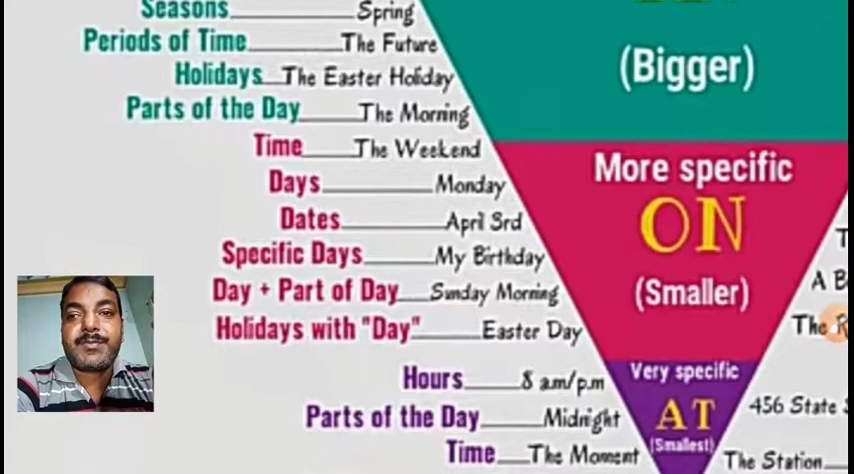 Seasons Spring
Periods of Time The Future
Holidays The Easter Holiday
(Bigger)
Parts of the Day The Morning
Time The Weekend
More specific
Days Monday
ON
Dates April 3rd
Specific Days My Birthday
Day + Part of Day Sunday Morning
(Smaller)
Holidays with "Day" Easter Day
The
Hours 8 am/p.m
Very specific
Parts of the Day Midnight
AT
456 State
Time The Moment
(Smallest)
The Station